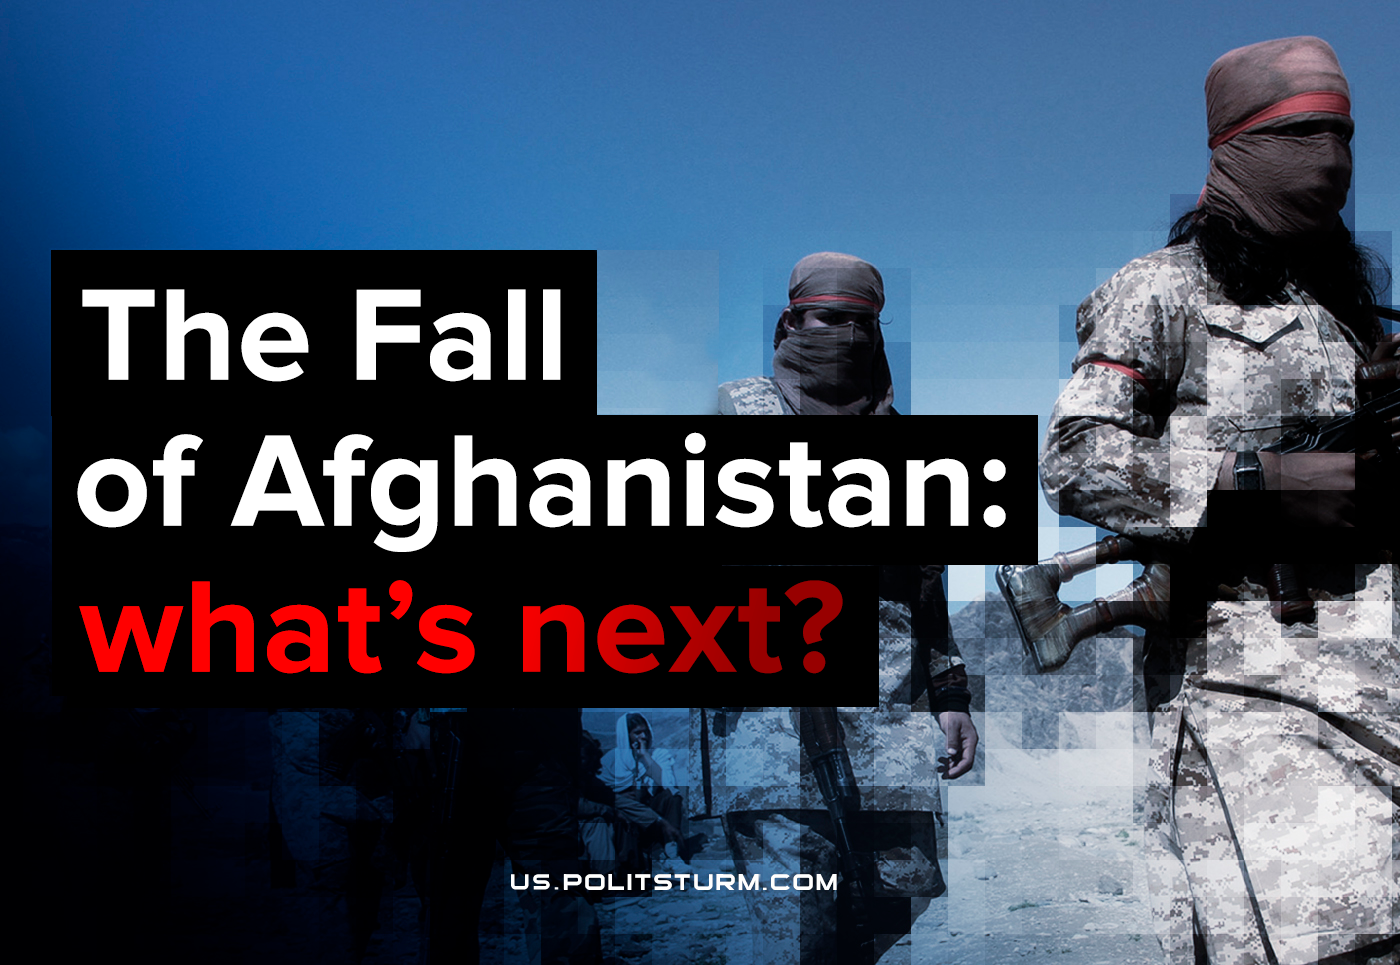 The Fall
of Afghanistan:
what’s next?
US.POLITSTURM.COM